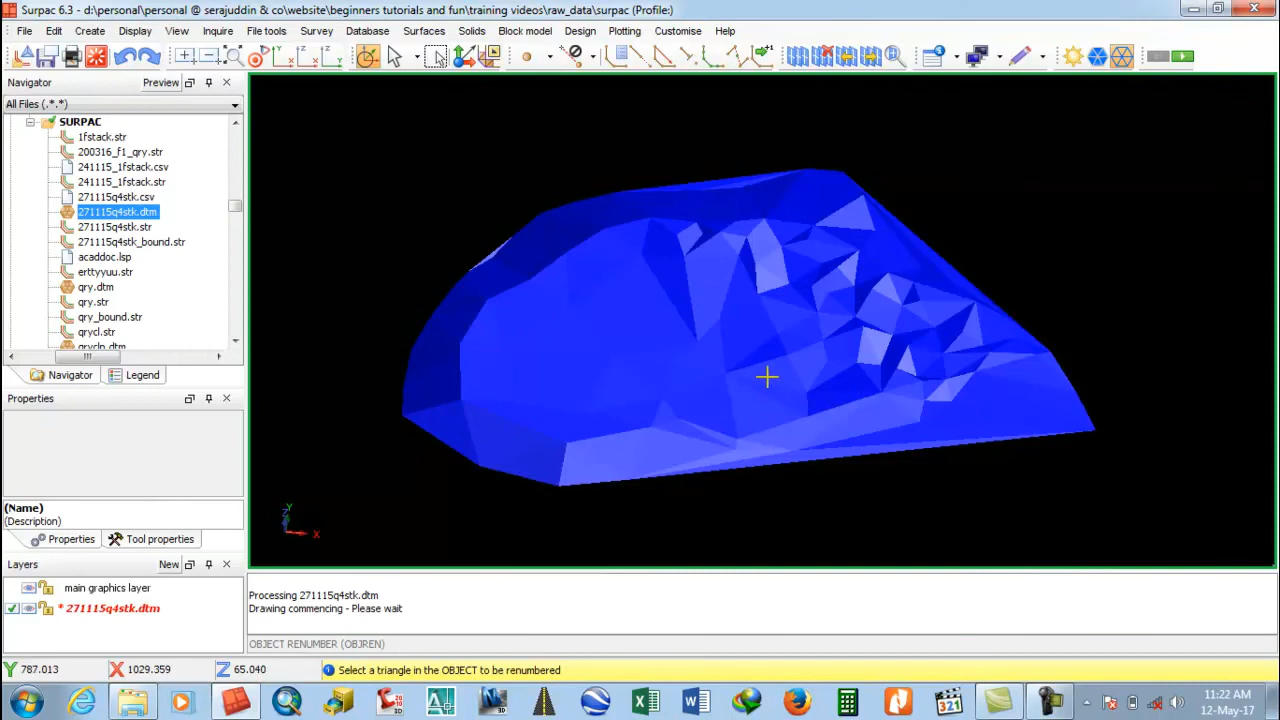 Surpac 6.3 - d:\personal\personal @ serajuddin & co\website\beginners tutorials and fun\training videos\raw_data\surpac (Profile:)
File Edit Create Display View Inquire File tools Survey Database Surfaces Solids Block model Design Plotting Customise Help
Navigator Preview
All Files (.*.*)
SURPAC
1fstack.str
200316_f1_qry.str
241115_1fstack.csv
241115_1fstack.str
271115q4stk.csv
271115q4stk.dtm
271115q4stk.str
271115q4stk_bound.str
acaddoc.lsp
erttyyuu.str
qry.dtm
qry.str
qry_bound.str
qrycl.str
Navigator Legend
Properties
(Name)
(Description)
Properties Tool properties
Layers New
main graphics layer
* 271115q4stk.dtm
Y
Z
X
Processing 271115q4stk.dtm
Drawing commencing - Please wait
OBJECT RENUMBER (OBJREN)
Y 787.013 X 1029.359 Z 65.040 Select a triangle in the OBJECT to be renumbered
321
11:22 AM
12-May-17